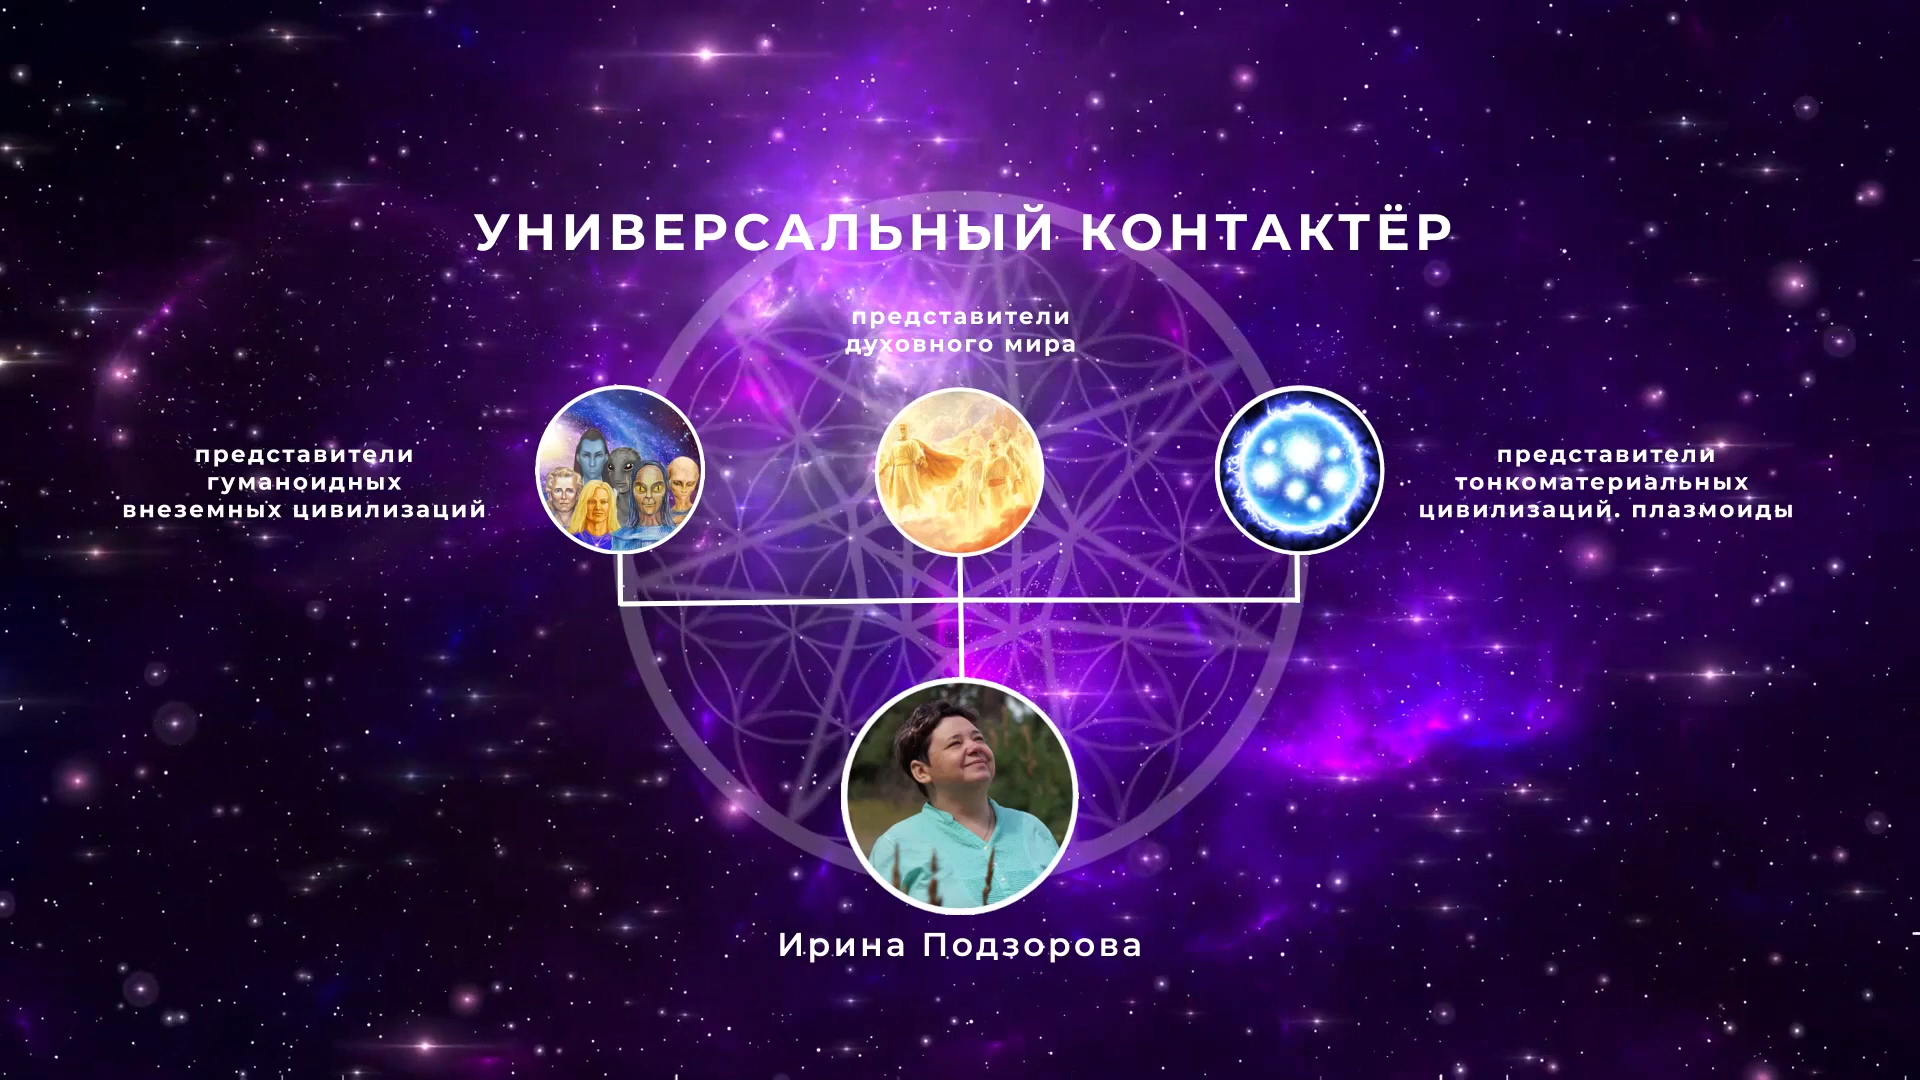 УНИВЕРСАЛЬНЫЙ КОНТАКТЁР
представители
духовного мира
представители
гуманоидных
внеземных цивилизаций
представители
тонкоматериальных
цивилизаций. плазмоиды
Ирина Подзорова